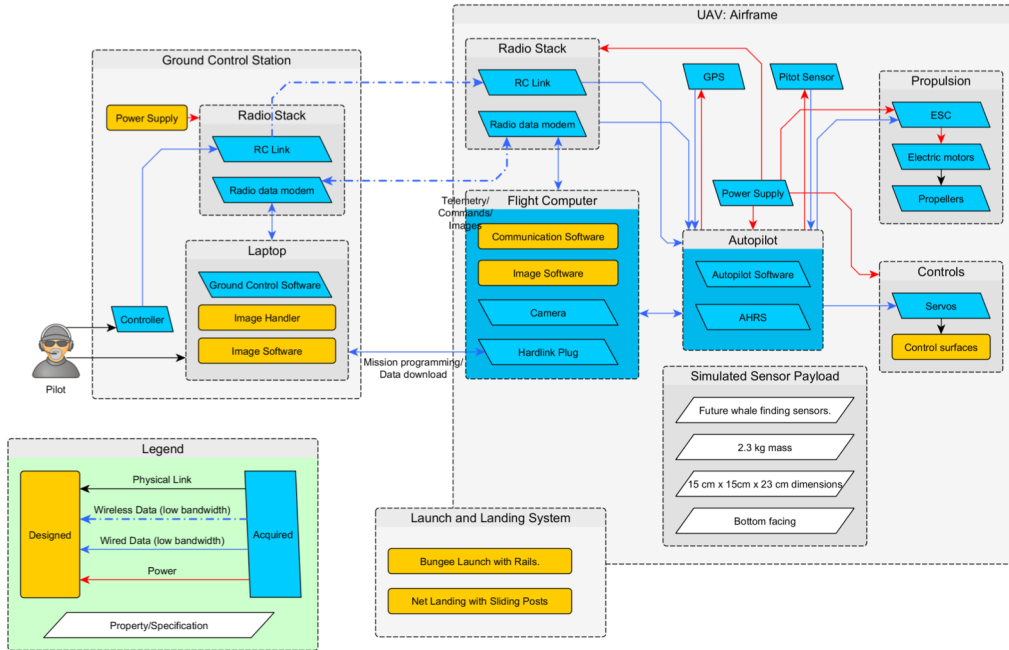 UAV: Airframe
Ground Control Station
Power Supply
Radio Stack
RC Link
Radio data modem
Laptop
Ground Control Software
Image Handler
Image Software
Controller
Pilot
Radio Stack
RC Link
Radio data modem
Telemetry/
Commands/
Images
Flight Computer
Communication Software
Image Software
Camera
Hardlink Plug
Mission programming/
Data download
GPS
Pitot Sensor
Power Supply
Autopilot
Autopilot Software
AHRS
Propulsion
ESC
Electric motors
Propellers
Controls
Servos
Control surfaces
Simulated Sensor Payload
Future whale finding sensors.
2.3 kg mass
15 cm x 15cm x 23 cm dimensions
Bottom facing
Launch and Landing System
Bungee Launch with Rails.
Net Landing with Sliding Posts
Legend
Designed
Physical Link
Wireless Data (low bandwidth)
Wired Data (low bandwidth)
Power
Acquired
Property/Specification